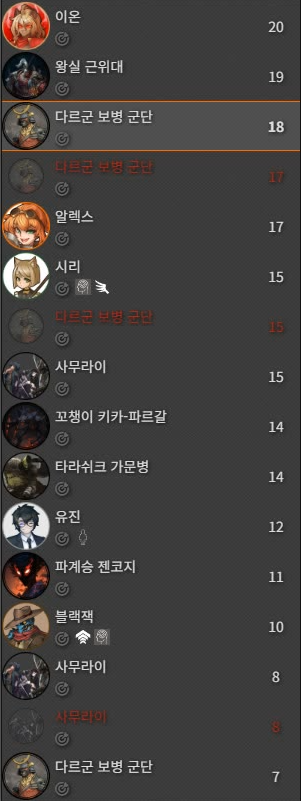 이온 20
왕실 근위대 19
다르군 보병 군단 18
다르군 보병 군단 17
알렉스 17
시리 15
다르군 보병 군단 15
사무라이 15
꼬챙이 키카-파르갈 14
타라쉬크 가문병 14
유진 12
파계승 젠코지 11
블랙잭 10
사무라이 8
사무라이 8
다르군 보병 군단 7